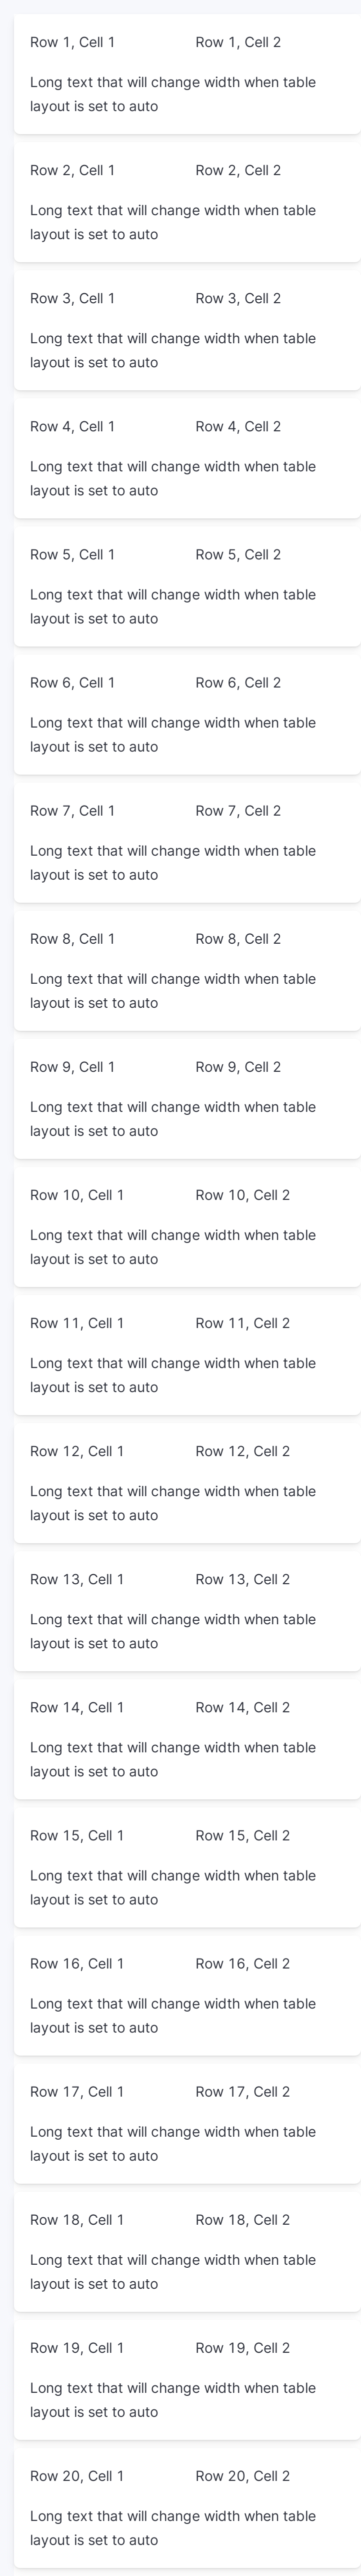 Row 1, Cell 1 Row 1, Cell 2
Long text that will change width when table
layout is set to auto
Row 2, Cell 1 Row 2, Cell 2
Long text that will change width when table
layout is set to auto
Row 3, Cell 1 Row 3, Cell 2
Long text that will change width when table
layout is set to auto
Row 4, Cell 1 Row 4, Cell 2
Long text that will change width when table
layout is set to auto
Row 5, Cell 1 Row 5, Cell 2
Long text that will change width when table
layout is set to auto
Row 6, Cell 1 Row 6, Cell 2
Long text that will change width when table
layout is set to auto
Row 7, Cell 1 Row 7, Cell 2
Long text that will change width when table
layout is set to auto
Row 8, Cell 1 Row 8, Cell 2
Long text that will change width when table
layout is set to auto
Row 9, Cell 1 Row 9, Cell 2
Long text that will change width when table
layout is set to auto
Row 10, Cell 1 Row 10, Cell 2
Long text that will change width when table
layout is set to auto
Row 11, Cell 1 Row 11, Cell 2
Long text that will change width when table
layout is set to auto
Row 12, Cell 1 Row 12, Cell 2
Long text that will change width when table
layout is set to auto
Row 13, Cell 1 Row 13, Cell 2
Long text that will change width when table
layout is set to auto
Row 14, Cell 1 Row 14, Cell 2
Long text that will change width when table
layout is set to auto
Row 15, Cell 1 Row 15, Cell 2
Long text that will change width when table
layout is set to auto
Row 16, Cell 1 Row 16, Cell 2
Long text that will change width when table
layout is set to auto
Row 17, Cell 1 Row 17, Cell 2
Long text that will change width when table
layout is set to auto
Row 18, Cell 1 Row 18, Cell 2
Long text that will change width when table
layout is set to auto
Row 19, Cell 1 Row 19, Cell 2
Long text that will change width when table
layout is set to auto
Row 20, Cell 1 Row 20, Cell 2
Long text that will change width when table
layout is set to auto